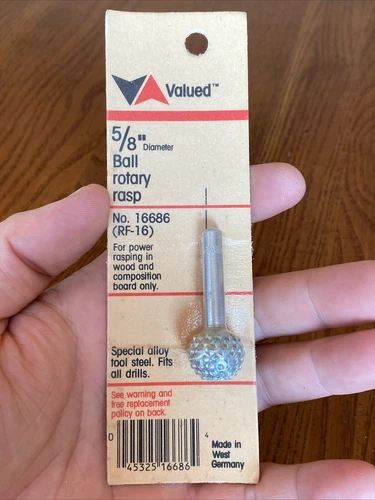 Valued™
5/8" Diameter
Ball
rotary
rasp
No. 16686
(RF-16)
For power
rasping in
wood and
composition
board only.
Special alloy
tool steel. Fits
all drills.
See warning and
free replacement
policy on back.
0 45325 16686 4
Made in
West
Germany